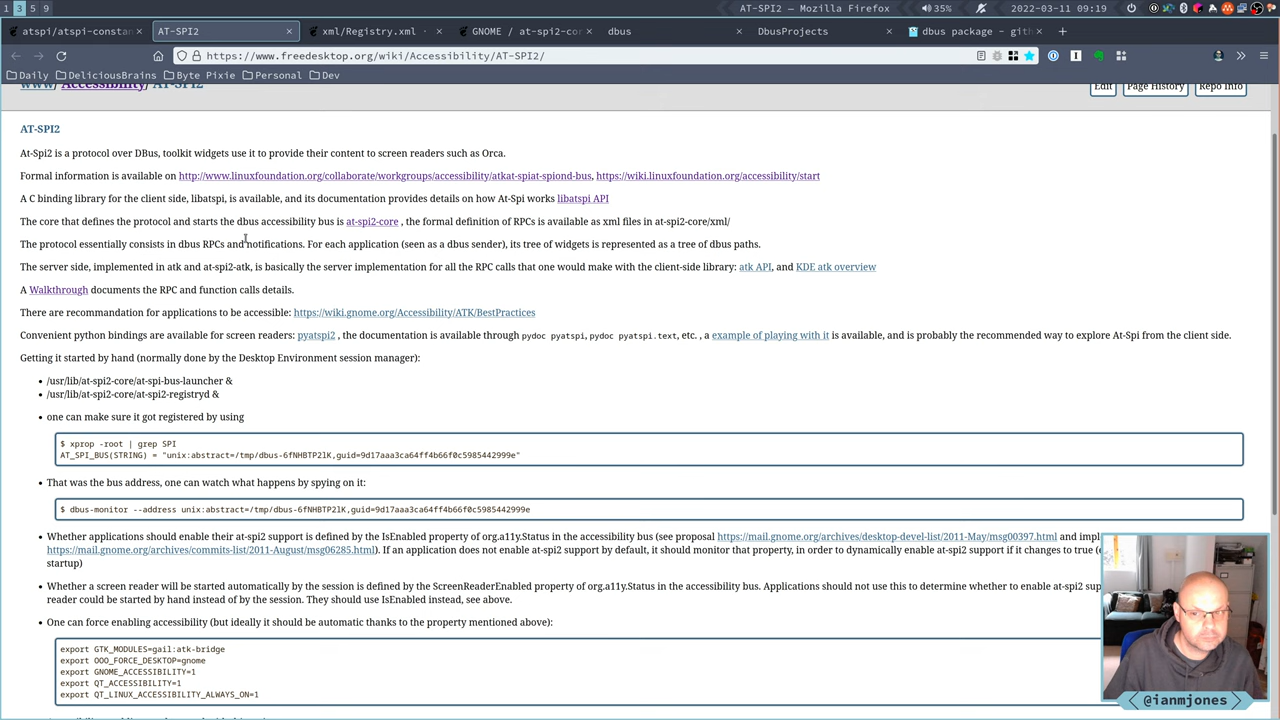 1 3 5 9
AT-SPI2 — Mozilla Firefox
35%
2022-03-11 09:19
atspi/atspi-constan
AT-SPI2
xml/Registry.xml
GNOME / at-spi2-cor
dbus
DbusProjects
dbus package - gith
https://www.freedesktop.org/wiki/Accessibility/AT-SPI2/
Daily DeliciousBrains Byte Pixie Personal Dev
www/ Accessibility/ AT-SPI2
Edit Page History Repo Info
AT-SPI2
At-Spi2 is a protocol over DBus, toolkit widgets use it to provide their content to screen readers such as Orca.
Formal information is available on http://www.linuxfoundation.org/collaborate/workgroups/accessibility/atkat-spiat-spiond-bus, https://wiki.linuxfoundation.org/accessibility/start
A C binding library for the client side, libatspi, is available, and its documentation provides details on how At-Spi works libatspi API
The core that defines the protocol and starts the dbus accessibility bus is at-spi2-core , the formal definition of RPCs is available as xml files in at-spi2-core/xml/
The protocol essentially consists in dbus RPCs and notifications. For each application (seen as a dbus sender), its tree of widgets is represented as a tree of dbus paths.
The server side, implemented in atk and at-spi2-atk, is basically the server implementation for all the RPC calls that one would make with the client-side library: atk API, and KDE atk overview
A Walkthrough documents the RPC and function calls details.
There are recommandation for applications to be accessible: https://wiki.gnome.org/Accessibility/ATK/BestPractices
Convenient python bindings are available for screen readers: pyatspi2 , the documentation is available through pydoc pyatspi, pydoc pyatspi.text, etc. , a example of playing with it is available, and is probably the recommended way to explore At-Spi from the client side.
Getting it started by hand (normally done by the Desktop Environment session manager):
• /usr/lib/at-spi2-core/at-spi-bus-launcher &
• /usr/lib/at-spi2-core/at-spi2-registryd &
• one can make sure it got registered by using
$ xprop -root | grep SPI
AT_SPI_BUS(STRING) = "unix:abstract=/tmp/dbus-6fNHBTP2lK,guid=9d17aaa3ca64ff4b66f0c5985442999e"
• That was the bus address, one can watch what happens by spying on it:
$ dbus-monitor --address unix:abstract=/tmp/dbus-6fNHBTP2lK,guid=9d17aaa3ca64ff4b66f0c5985442999e
• Whether applications should enable their at-spi2 support is defined by the IsEnabled property of org.a11y.Status in the accessibility bus (see proposal https://mail.gnome.org/archives/desktop-devel-list/2011-May/msg00397.html and impl
https://mail.gnome.org/archives/commits-list/2011-August/msg06285.html). If an application does not enable at-spi2 support by default, it should monitor that property, in order to dynamically enable at-spi2 support if it changes to true (e
startup)
• Whether a screen reader will be started automatically by the session is defined by the ScreenReaderEnabled property of org.a11y.Status in the accessibility bus. Applications should not use this to determine whether to enable at-spi2 sup
reader could be started by hand instead of by the session. They should use IsEnabled instead, see above.
• One can force enabling accessibility (but ideally it should be automatic thanks to the property mentioned above):
export GTK_MODULES=gail:atk-bridge
export OOO_FORCE_DESKTOP=gnome
export GNOME_ACCESSIBILITY=1
export QT_ACCESSIBILITY=1
export QT_LINUX_ACCESSIBILITY_ALWAYS_ON=1
@ianmjones